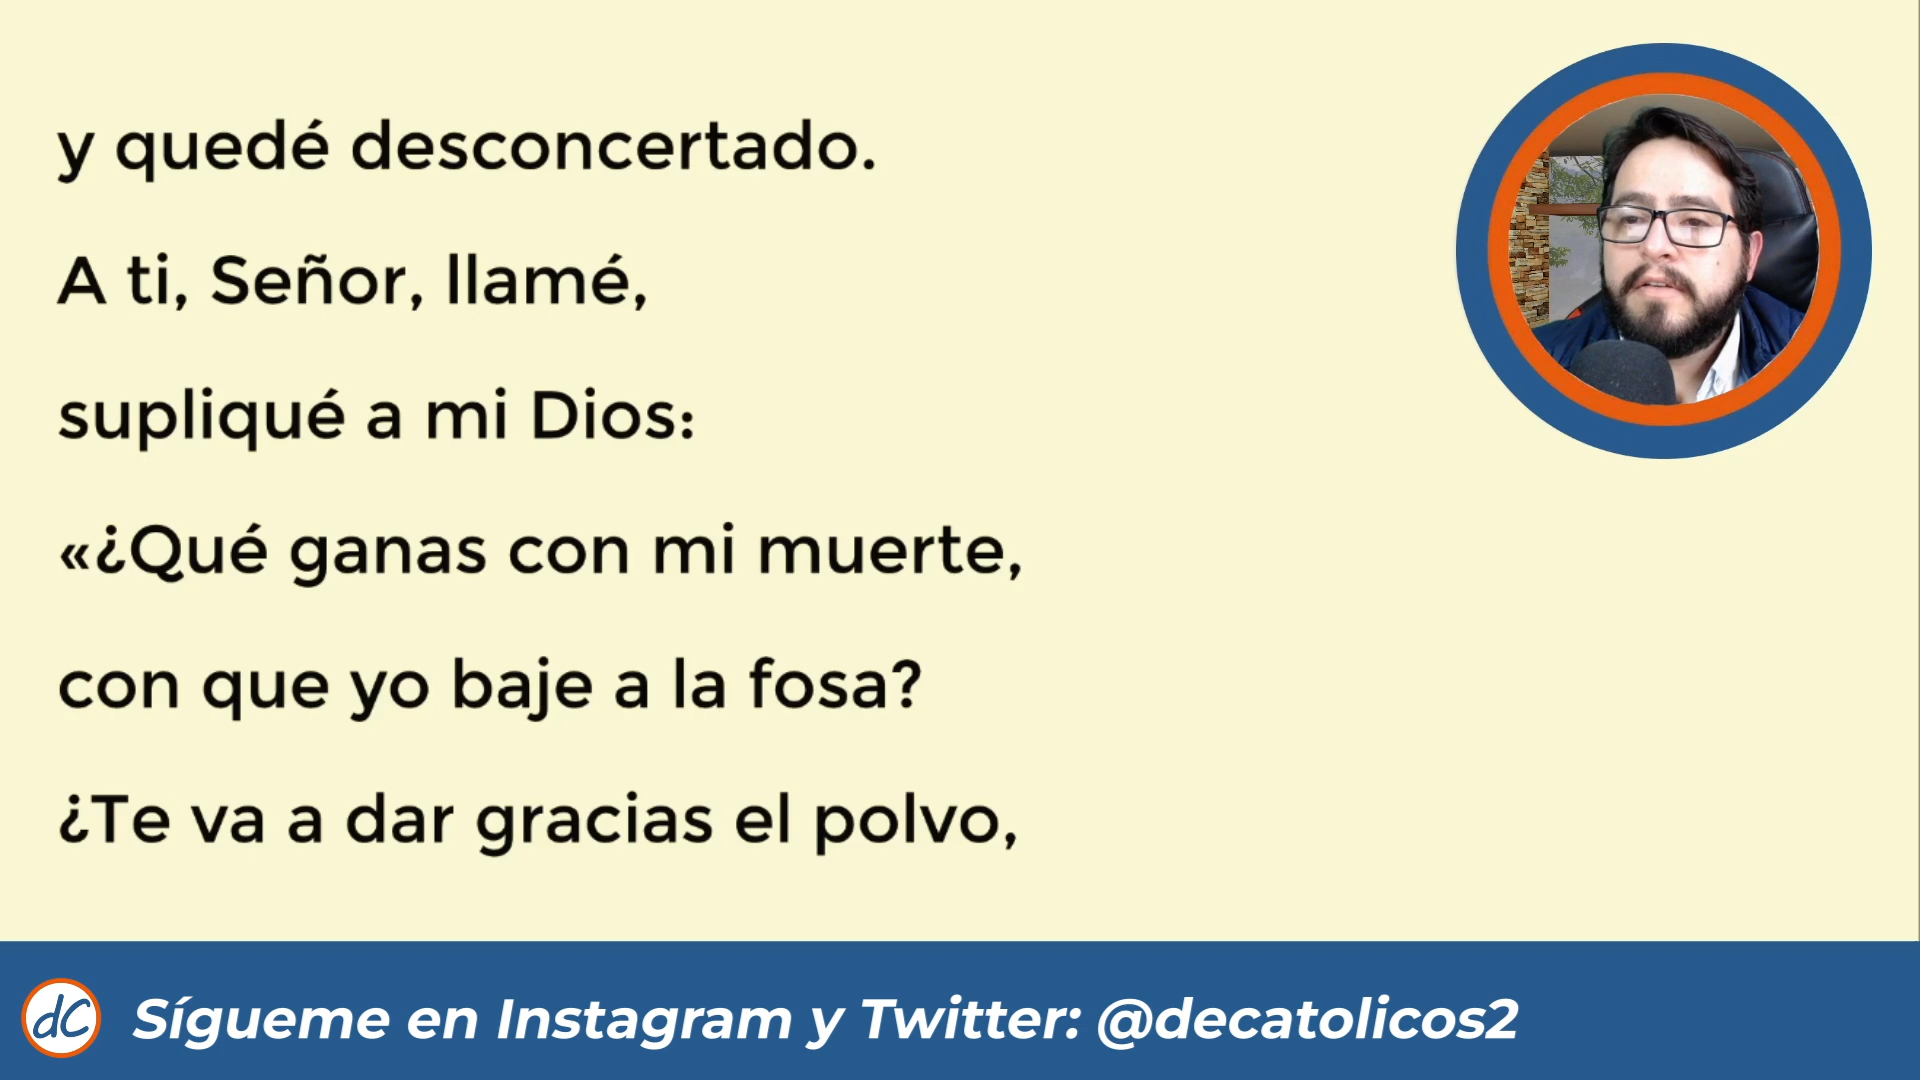 y quedé desconcertado.
A ti, Señor, llamé,
supliqué a mi Dios:
«¿Qué ganas con mi muerte,
con que yo baje a la fosa?
¿Te va a dar gracias el polvo,
dC Sígueme en Instagram y Twitter: @decatolicos2